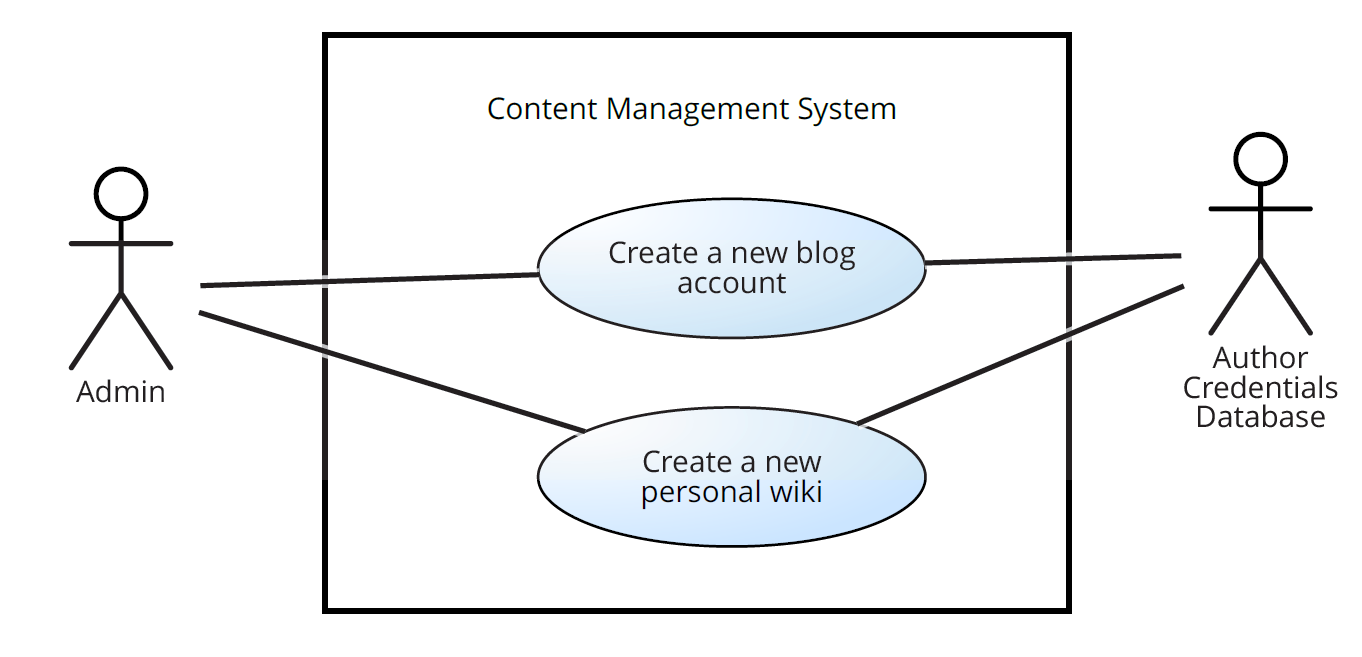 Content Management System
Create a new blog
account
Admin
Author
Credentials
Database
Create a new
personal wiki